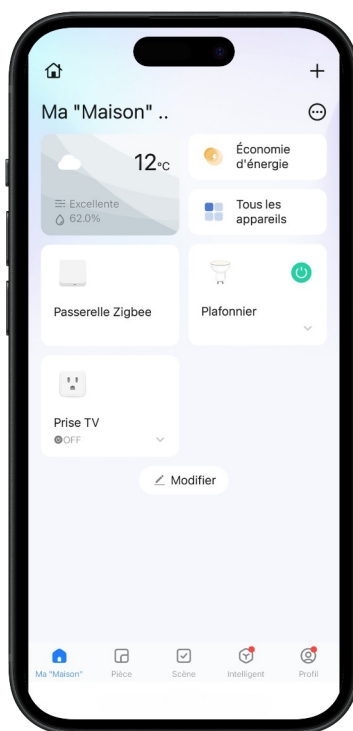 Ma "Maison" ..
12°C
Économie
d'énergie
Excellente
62.0%
Tous les
appareils
Passerelle Zigbee
Plafonnier
Prise TV
OFF
Modifier
Ma "Maison"
Pièce
Scène
Intelligent
Profil